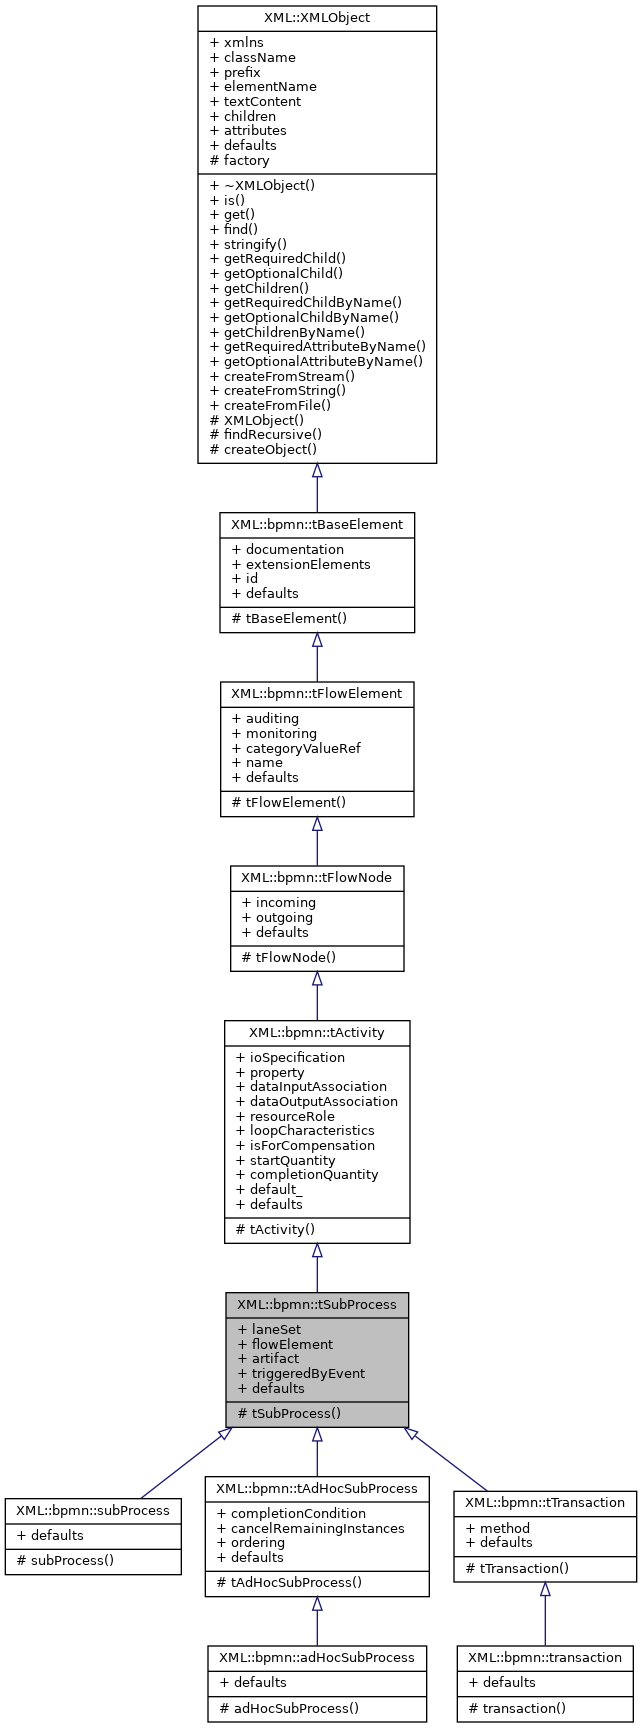 XML::XMLObject
+ xmlns
+ className
+ prefix
+ elementName
+ textContent
+ children
+ attributes
+ defaults
# factory
+ ~XMLObject()
+ is()
+ get()
+ find()
+ stringify()
+ getRequiredChild()
+ getOptionalChild()
+ getChildren()
+ getRequiredChildByName()
+ getOptionalChildByName()
+ getChildrenByName()
+ getRequiredAttributeByName()
+ getOptionalAttributeByName()
+ createFromStream()
+ createFromString()
+ createFromFile()
# XMLObject()
# findRecursive()
# createObject()
XML::bpmn::tBaseElement
+ documentation
+ extensionElements
+ id
+ defaults
# tBaseElement()
XML::bpmn::tFlowElement
+ auditing
+ monitoring
+ categoryValueRef
+ name
+ defaults
# tFlowElement()
XML::bpmn::tFlowNode
+ incoming
+ outgoing
+ defaults
# tFlowNode()
XML::bpmn::tActivity
+ ioSpecification
+ property
+ dataInputAssociation
+ dataOutputAssociation
+ resourceRole
+ loopCharacteristics
+ isForCompensation
+ startQuantity
+ completionQuantity
+ default_
+ defaults
# tActivity()
XML::bpmn::tSubProcess
+ laneSet
+ flowElement
+ artifact
+ triggeredByEvent
+ defaults
# tSubProcess()
XML::bpmn::subProcess
+ defaults
# subProcess()
XML::bpmn::tAdHocSubProcess
+ completionCondition
+ cancelRemainingInstances
+ ordering
+ defaults
# tAdHocSubProcess()
XML::bpmn::tTransaction
+ method
+ defaults
# tTransaction()
XML::bpmn::adHocSubProcess
+ defaults
# adHocSubProcess()
XML::bpmn::transaction
+ defaults
# transaction()